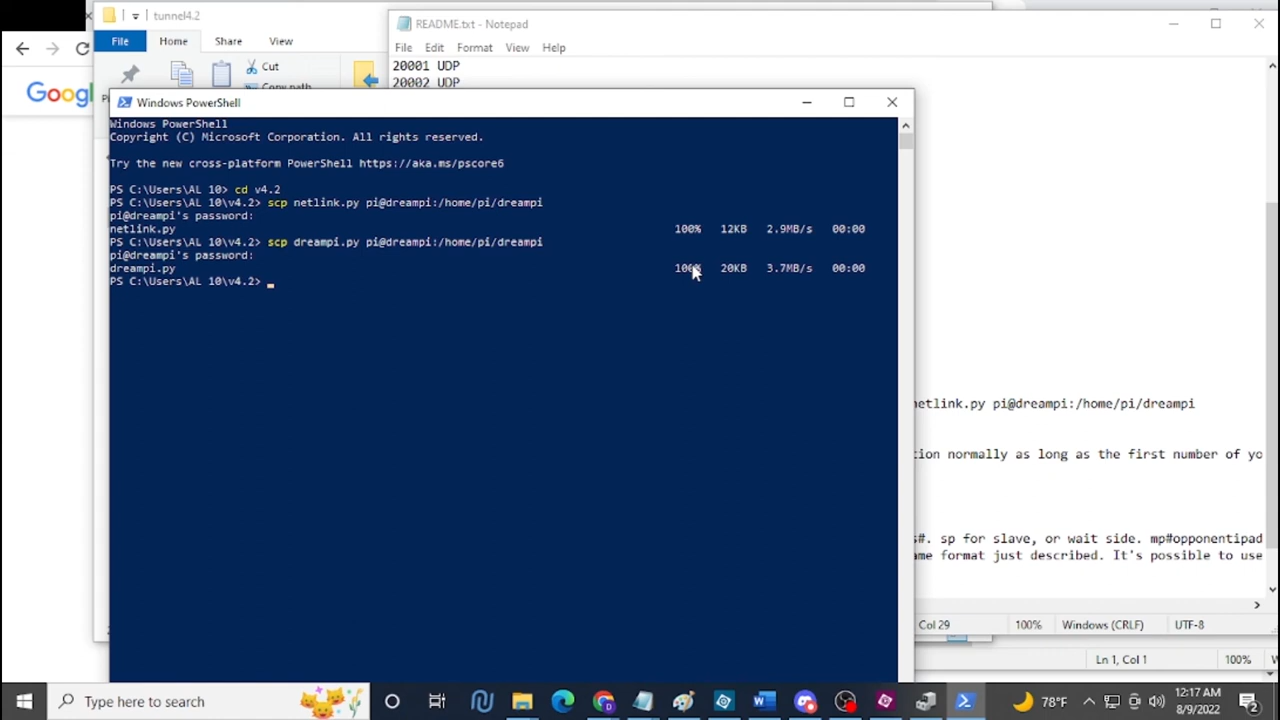 tunnel4.2
File Home Share View
Cut
Copy path
Googl
README.txt - Notepad
File Edit Format View Help
20001 UDP
20002 UDP
Windows PowerShell
Windows PowerShell
Copyright (C) Microsoft Corporation. All rights reserved.
Try the new cross-platform PowerShell https://aka.ms/pscore6
PS C:\Users\AL 10> cd v4.2
PS C:\Users\AL 10\v4.2> scp netlink.py pi@dreampi:/home/pi/dreampi
pi@dreampi's password:
netlink.py 100% 12KB 2.9MB/s 00:00
PS C:\Users\AL 10\v4.2> scp dreampi.py pi@dreampi:/home/pi/dreampi
pi@dreampi's password:
dreampi.py 100% 20KB 3.7MB/s 00:00
PS C:\Users\AL 10\v4.2>
netlink.py pi@dreampi:/home/pi/dreampi
tion normally as long as the first number of yo
s#. sp for slave, or wait side. mp#opponentipad
me format just described. It's possible to use
Col 29 100% Windows (CRLF) UTF-8
Ln 1, Col 1 100%
Type here to search
78°F
12:17 AM
8/9/2022
2